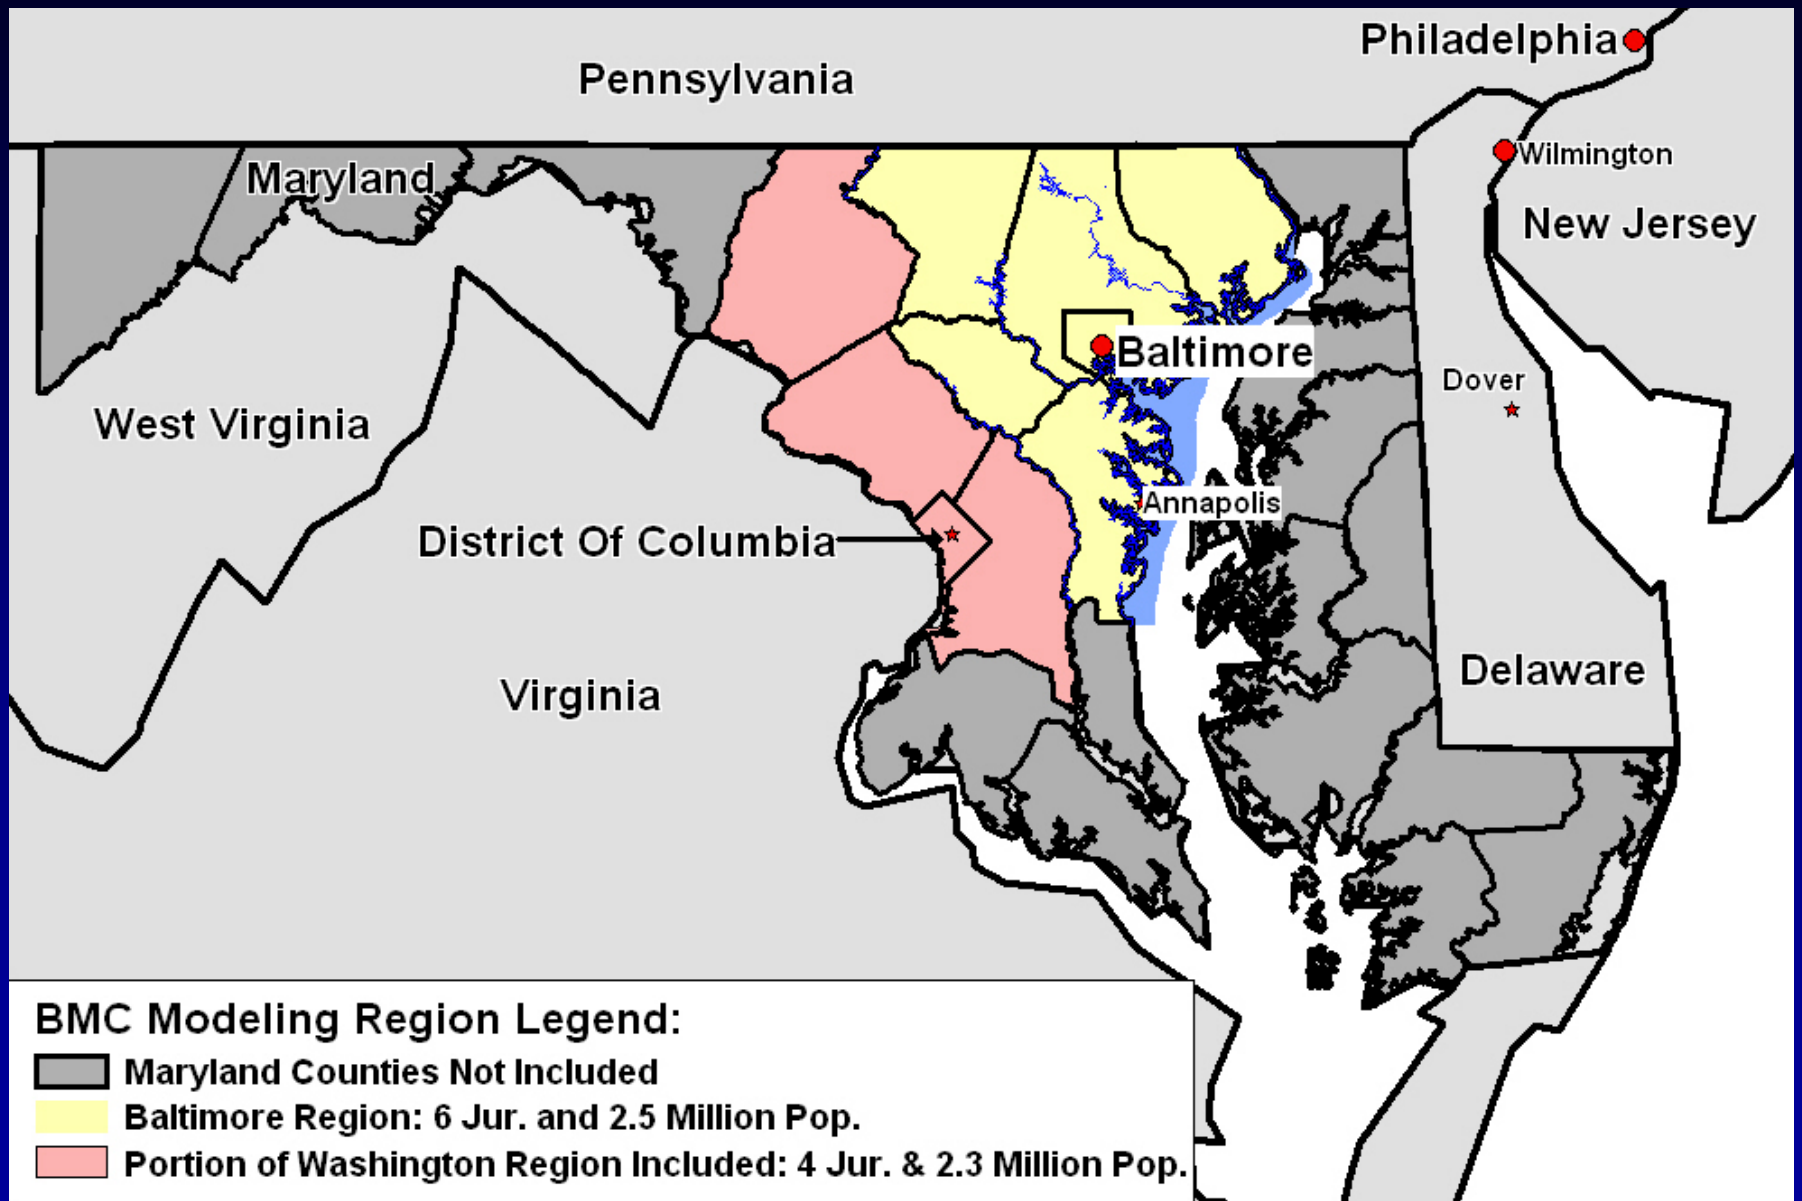 Philadelphia
Pennsylvania
Wilmington
Maryland
New Jersey
Baltimore
Dover
West Virginia
Annapolis
District Of Columbia
Delaware
Virginia
BMC Modeling Region Legend:
Maryland Counties Not Included
Baltimore Region: 6 Jur. and 2.5 Million Pop.
Portion of Washington Region Included: 4 Jur. & 2.3 Million Pop.